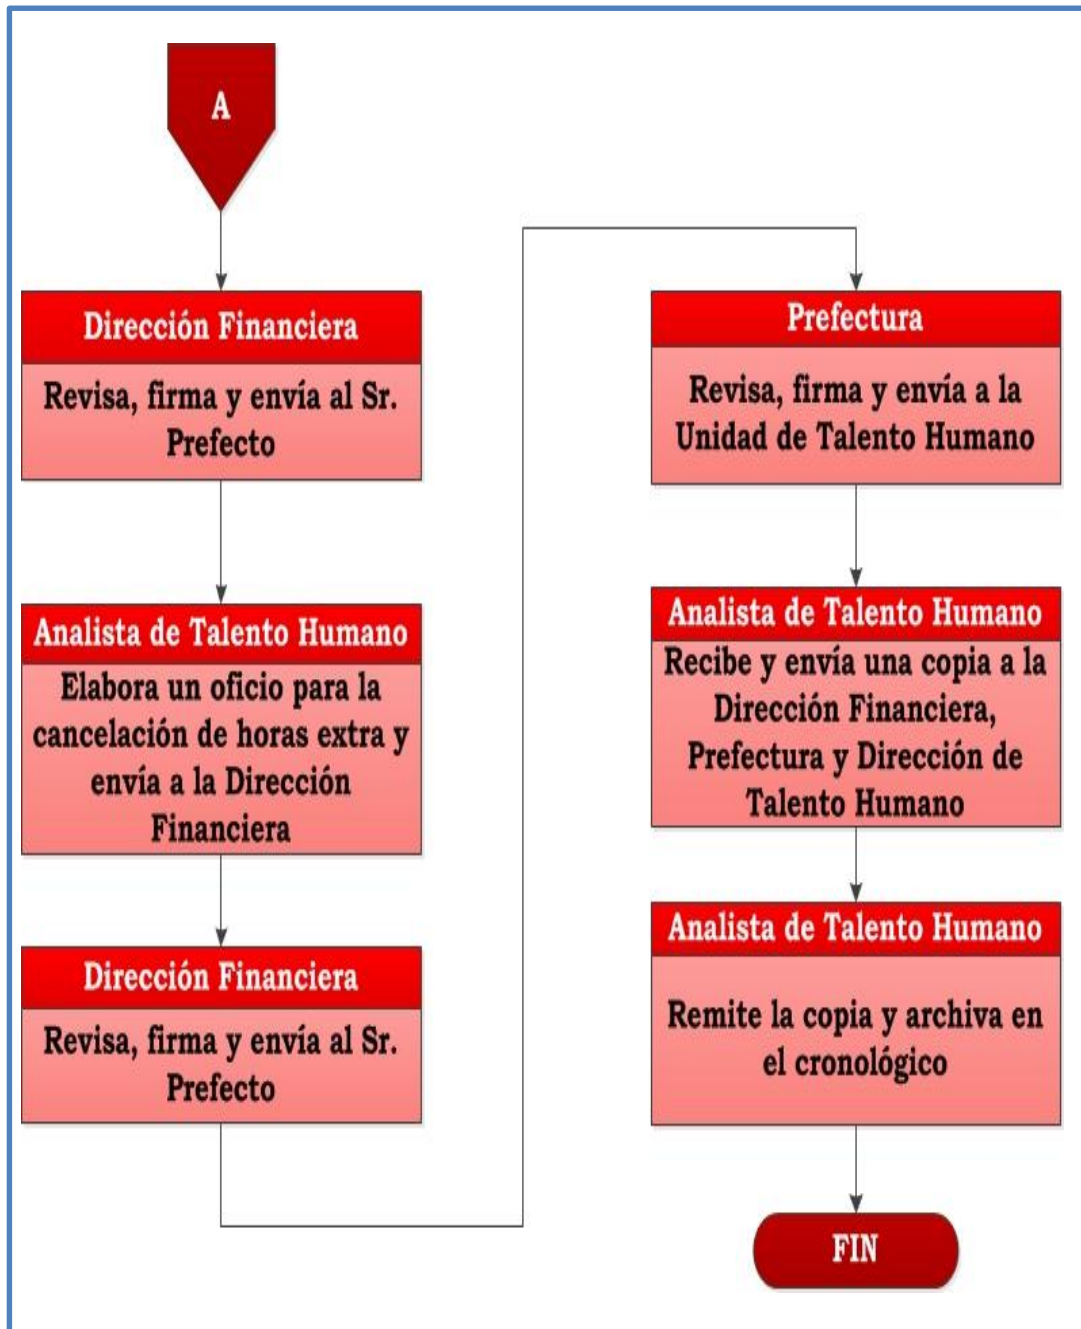 A
Dirección Financiera
Revisa, firma y envía al Sr.
Prefecto
Analista de Talento Humano
Elabora un oficio para la
cancelación de horas extra y
envía a la Dirección
Financiera
Dirección Financiera
Revisa, firma y envía al Sr.
Prefecto
Prefectura
Revisa, firma y envía a la
Unidad de Talento Humano
Analista de Talento Humano
Recibe y envía una copia a la
Dirección Financiera,
Prefectura y Dirección de
Talento Humano
Analista de Talento Humano
Remite la copia y archiva en
el cronológico
FIN